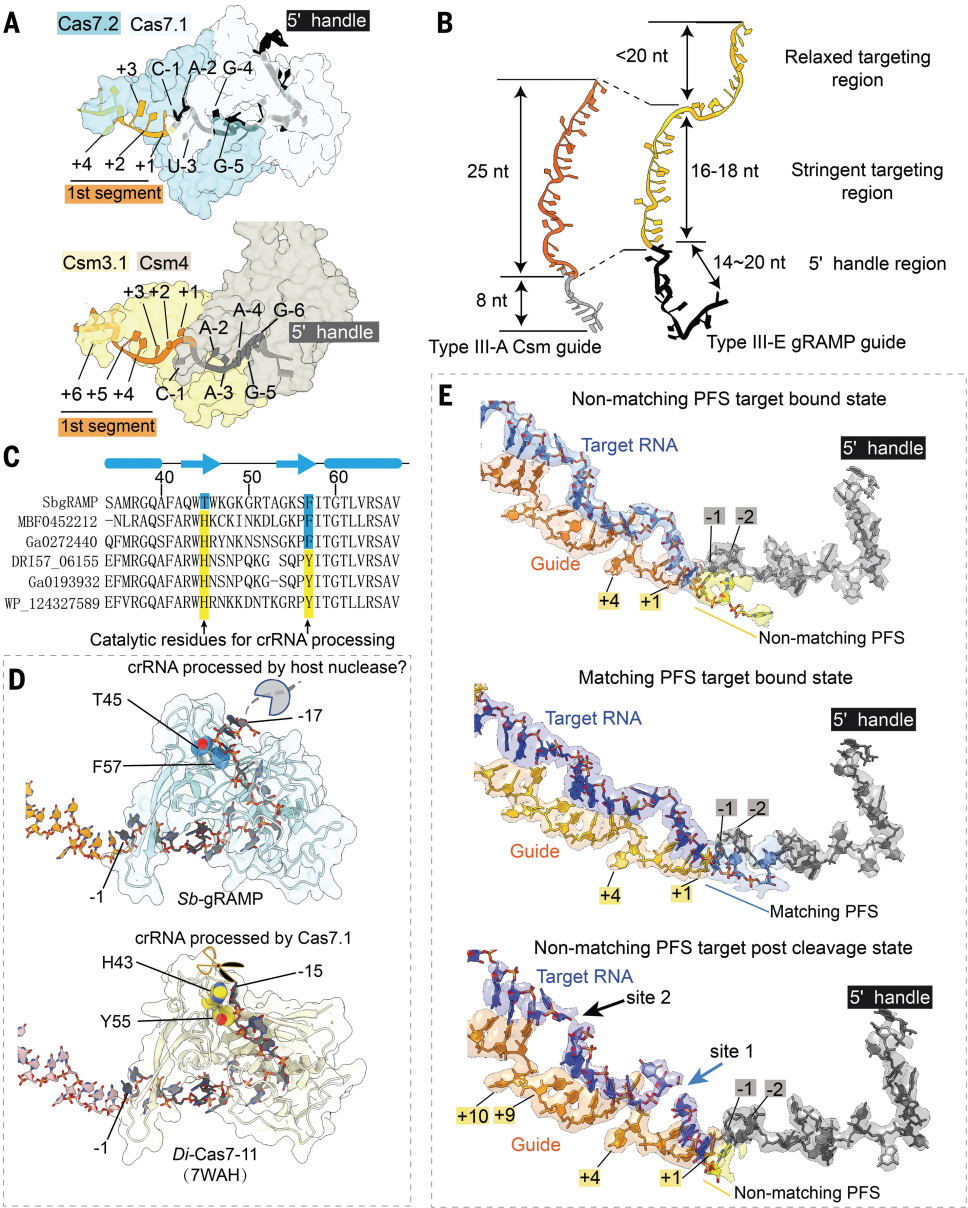 A
Cas7.2 Cas7.1
5' handle
+3 C-1 A-2 G-4
+4 +2 +1 U-3 G-5
1st segment
Csm3.1 Csm4
+3 +2 +1
A-2 A-4 G-6
5' handle
+6 +5 +4 C-1 A-3 G-5
1st segment
B
<20 nt
Relaxed targeting
region
25 nt
16-18 nt
Stringent targeting
region
14~20 nt
5' handle region
8 nt
Type III-A Csm guide
Type III-E gRAMP guide
C
40 50 60
SbgRAMP SAMRGQAFAQWTWKGKGRTAGKSFITGTLVRSAV
MBF0452212 -NLRAQSFARWHKCKINKDLGKPFITGTLLRSAV
Ga0272440 QFMRGQSFARWHRYNKNSNSGKPFITGTLVRSAV
DRI57_06155 EFMRGQAFARWHNSNPQKG SQPYITGTLVRSAV
Ga0193932 EFMRGQAFARWHNSNPQKG-SQPYITGTLVRSAV
WP_124327589 EFVRGQAFARWHRNKKDNTKGRPYITGTLLRSAV
Catalytic residues for crRNA processing
D
crRNA processed by host nuclease?
T45
-17
F57
-1
Sb-gRAMP
crRNA processed by Cas7.1
H43
-15
Y55
-1
Di-Cas7-11
(7WAH)
E
Non-matching PFS target bound state
Target RNA
5' handle
-1 -2
Guide
+4 +1
Non-matching PFS
Matching PFS target bound state
Target RNA
5' handle
-1 -2
Guide
+4 +1
Matching PFS
Non-matching PFS target post cleavage state
Target RNA
site 2
5' handle
site 1
-1 -2
+10 +9
Guide
+4 +1
Non-matching PFS